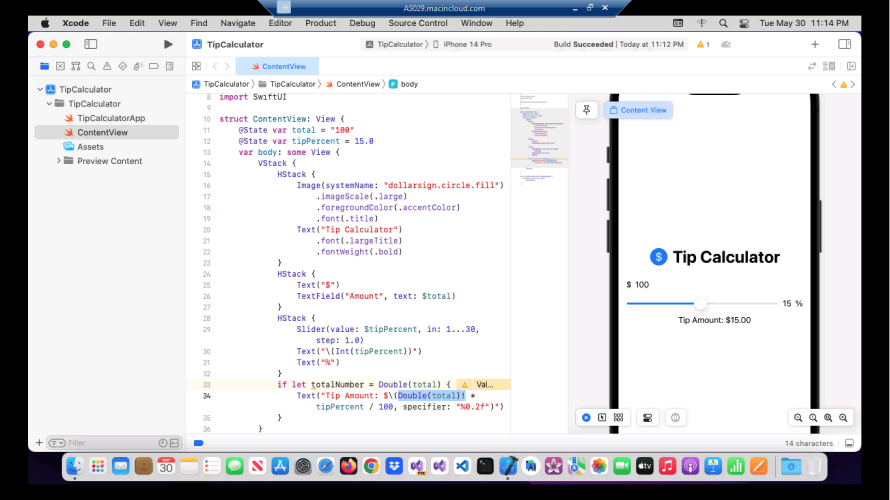 AS029.macincloud.com
Xcode File Edit View Find Navigate Editor Product Debug Source Control Window Help Tue May 30 11:14 PM
TipCalculator TipCalculator iPhone 14 Pro Build Succeeded | Today at 11:12 PM 1
ContentView
TipCalculator TipCalculator ContentView body
TipCalculator
TipCalculator
TipCalculatorApp
ContentView
Assets
Preview Content
8 import SwiftUI
9
10 struct ContentView: View {
11 @State var total = "100"
12 @State var tipPercent = 15.0
13 var body: some View {
14 VStack {
15 HStack {
16 Image(systemName: "dollarsign.circle.fill")
17 .imageScale(.large)
18 .foregroundColor(.accentColor)
19 .font(.title)
20 Text("Tip Calculator")
21 .font(.largeTitle)
22 .fontWeight(.bold)
23 }
24 HStack {
25 Text("$")
26 TextField("Amount", text: $total)
27 }
28 HStack {
29 Slider(value: $tipPercent, in: 1...30,
step: 1.0)
30 Text("\(Int(tipPercent))")
31 Text("%")
32 }
33 if let totalNumber = Double(total) { Val...
34 Text("Tip Amount: $\(Double(total)! *
tipPercent / 100, specifier: "%0.2f")")
35 }
36 }
Content View
$ Tip Calculator
$ 100
15 %
Tip Amount: $15.00
Filter
14 characters
MAY
30
tv